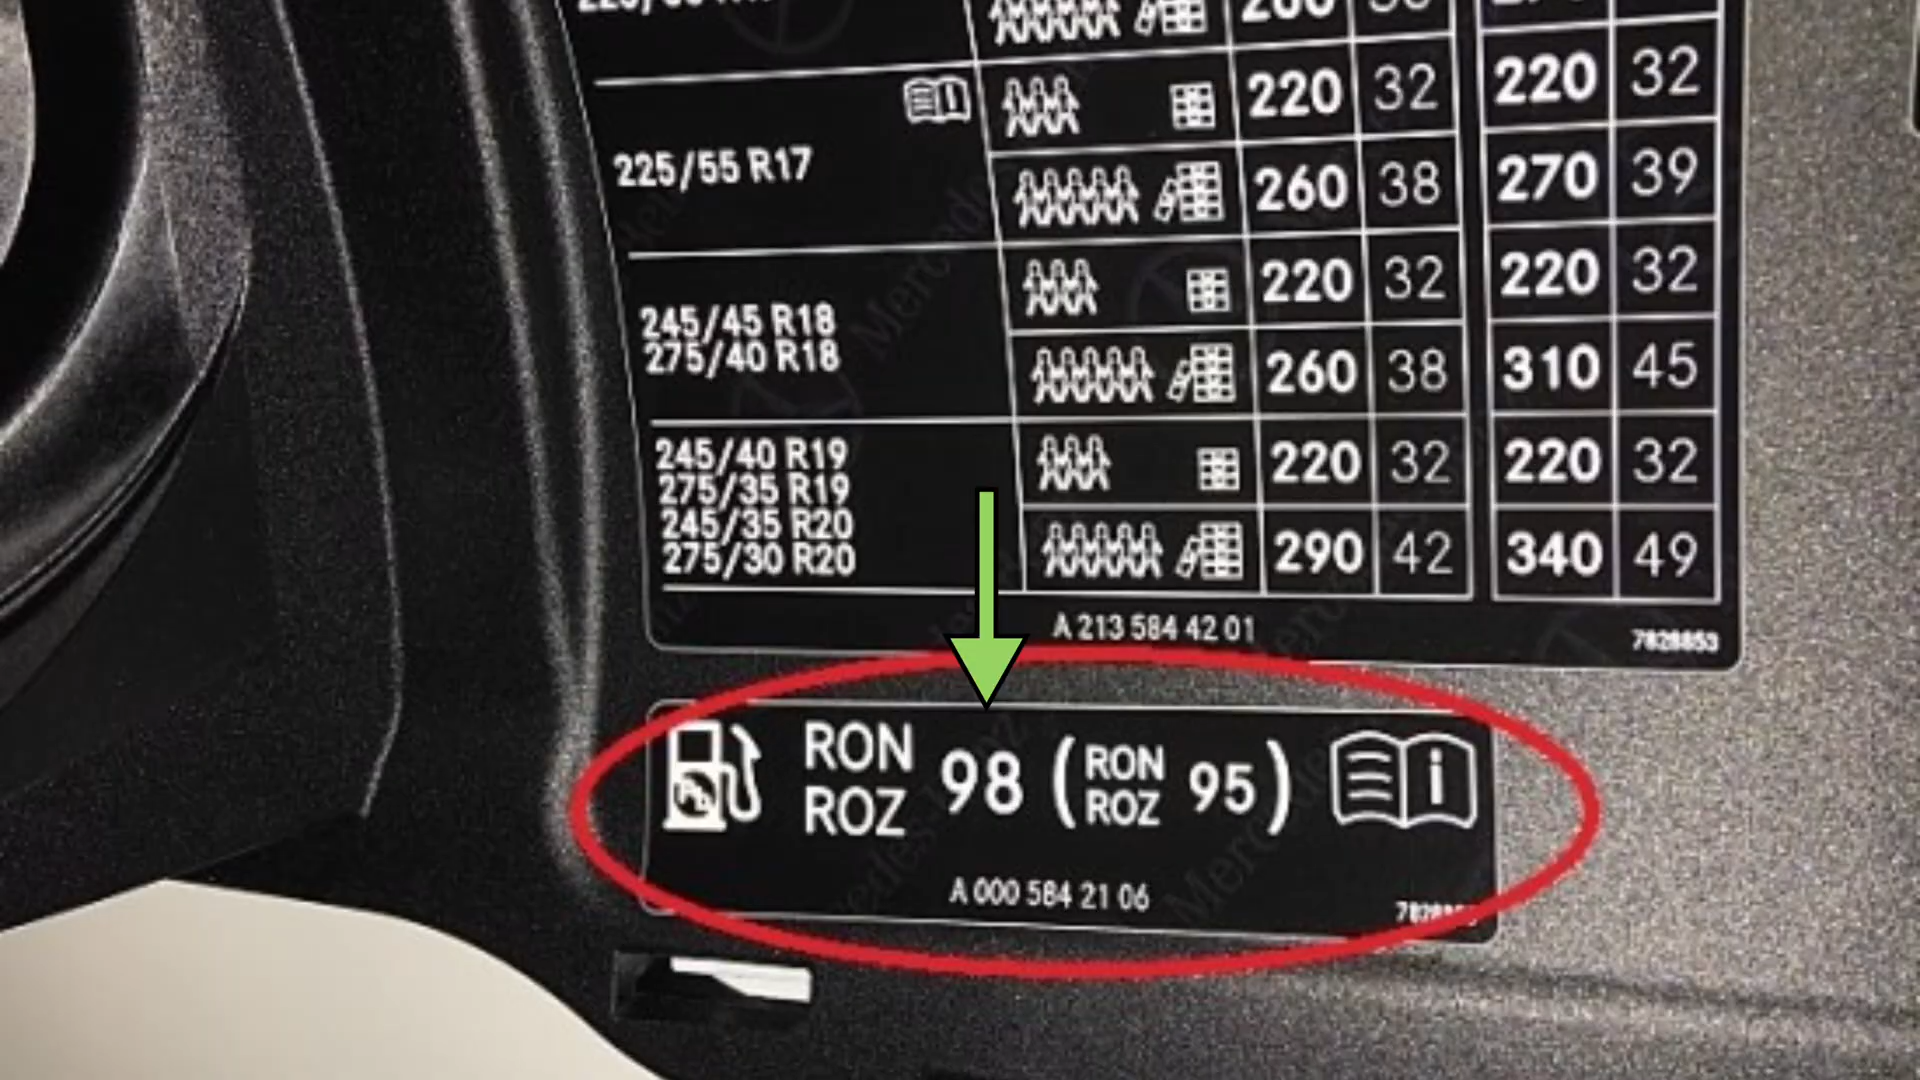 220 32 220 32
225/55 R17
260 38 270 39
245/45 R18 220 32 220 32
275/40 R18 260 38 310 45
245/40 R19 220 32 220 32
275/35 R19
245/35 R20
275/30 R20 290 42 340 49
A 213 584 42 01 7828853
RON ROZ 98 (RON ROZ 95)
A 000 584 21 06